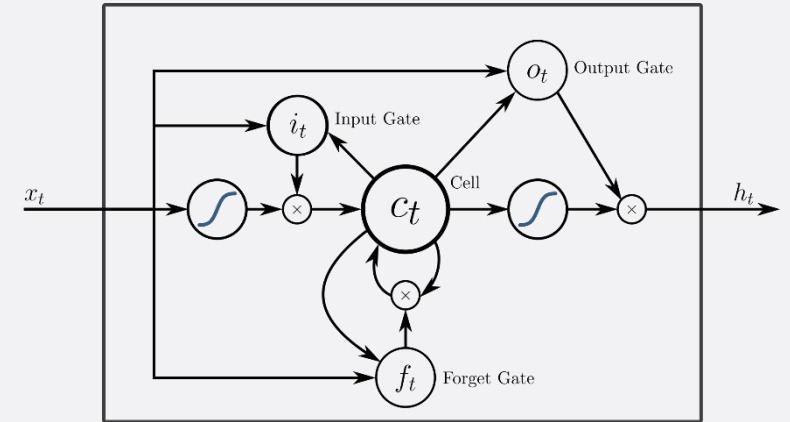 o_t Output Gate
i_t Input Gate
x_t
×
c_t
Cell
×
h_t
×
f_t Forget Gate